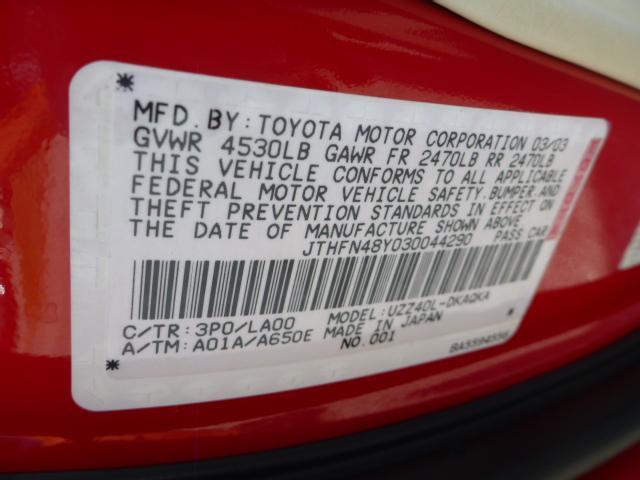 MFD. BY: TOYOTA MOTOR CORPORATION 03/03
GVWR 4530LB GAWR FR 2470LB RR 2470LB
THIS VEHICLE CONFORMS TO ALL APPLICABLE
FEDERAL MOTOR VEHICLE SAFETY, BUMPER, AND
THEFT PREVENTION STANDARDS IN EFFECT ON
THE DATE OF MANUFACTURE SHOWN ABOVE
JTHFN48Y030044290 PASS CAR
C/TR: 3P0/LA00 MODEL: UZZ40L-DKAQKA
A/TM: A01A/A650E MADE IN JAPAN
NO.001